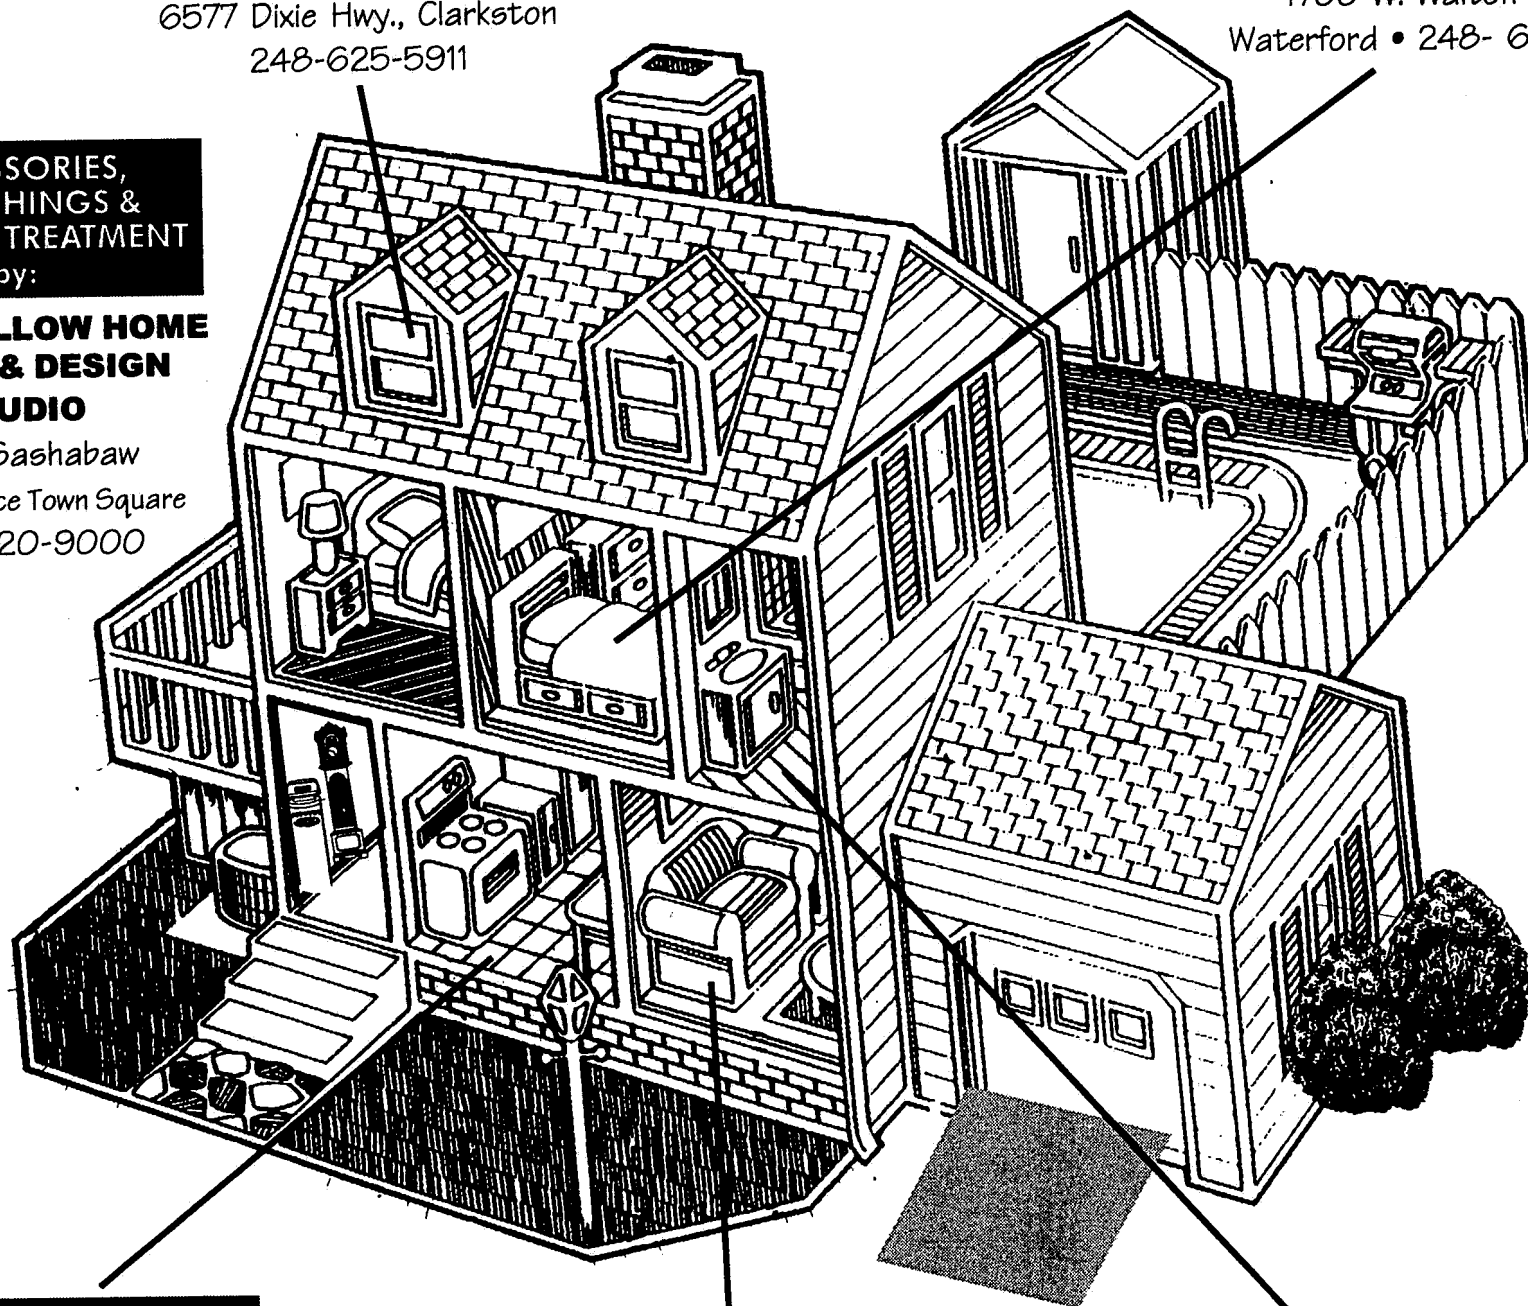 6577 Dixie Hwy., Clarkston
248-625-5911
Waterford • 248- 6
SORIES,
HINGS &
TREATMENT
by:
LLOW HOME
& DESIGN
UDIO
Sashabaw
ce Town Square
20-9000